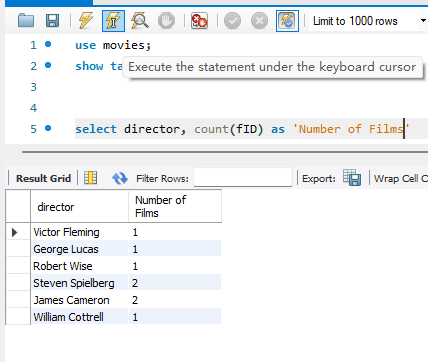 Limit to 1000 rows
1 use movies;
2 show ta
Execute the statement under the keyboard cursor
3
4
5 select director, count(fID) as 'Number of Films'
Result Grid Filter Rows: Export: Wrap Cell C
director Number of
Films
Victor Fleming 1
George Lucas 1
Robert Wise 1
Steven Spielberg 2
James Cameron 2
William Cottrell 1